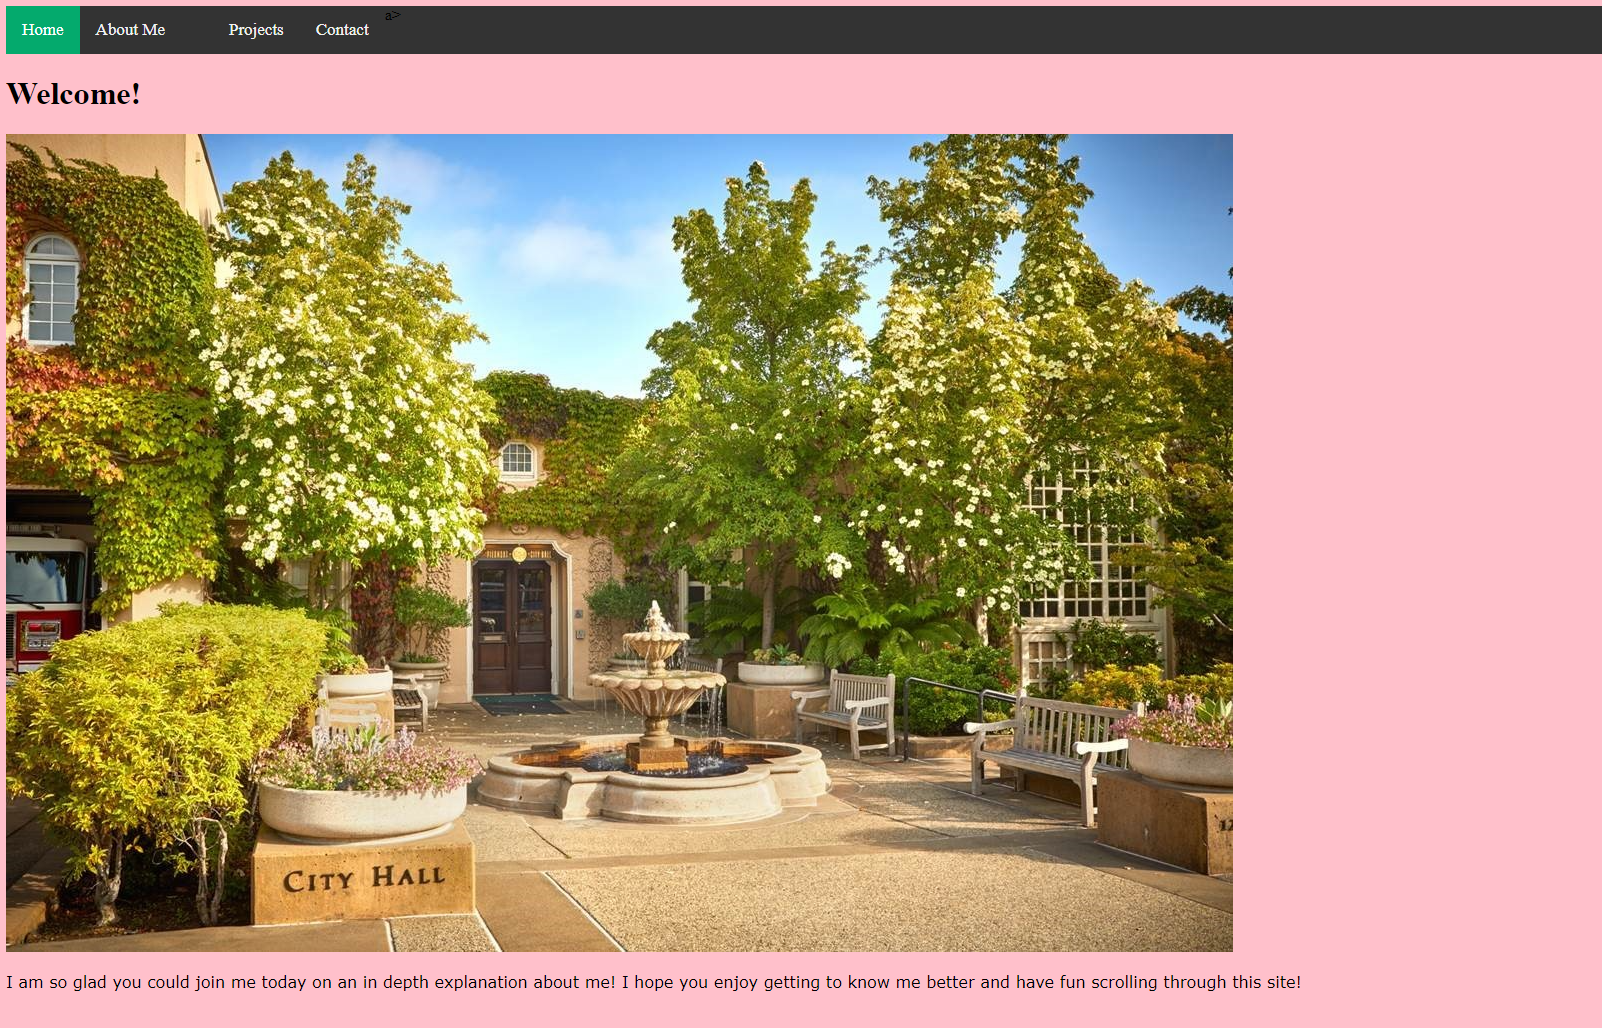 Home About Me Projects Contact a>
Welcome!
CITY HALL
I am so glad you could join me today on an in depth explanation about me! I hope you enjoy getting to know me better and have fun scrolling through this site!